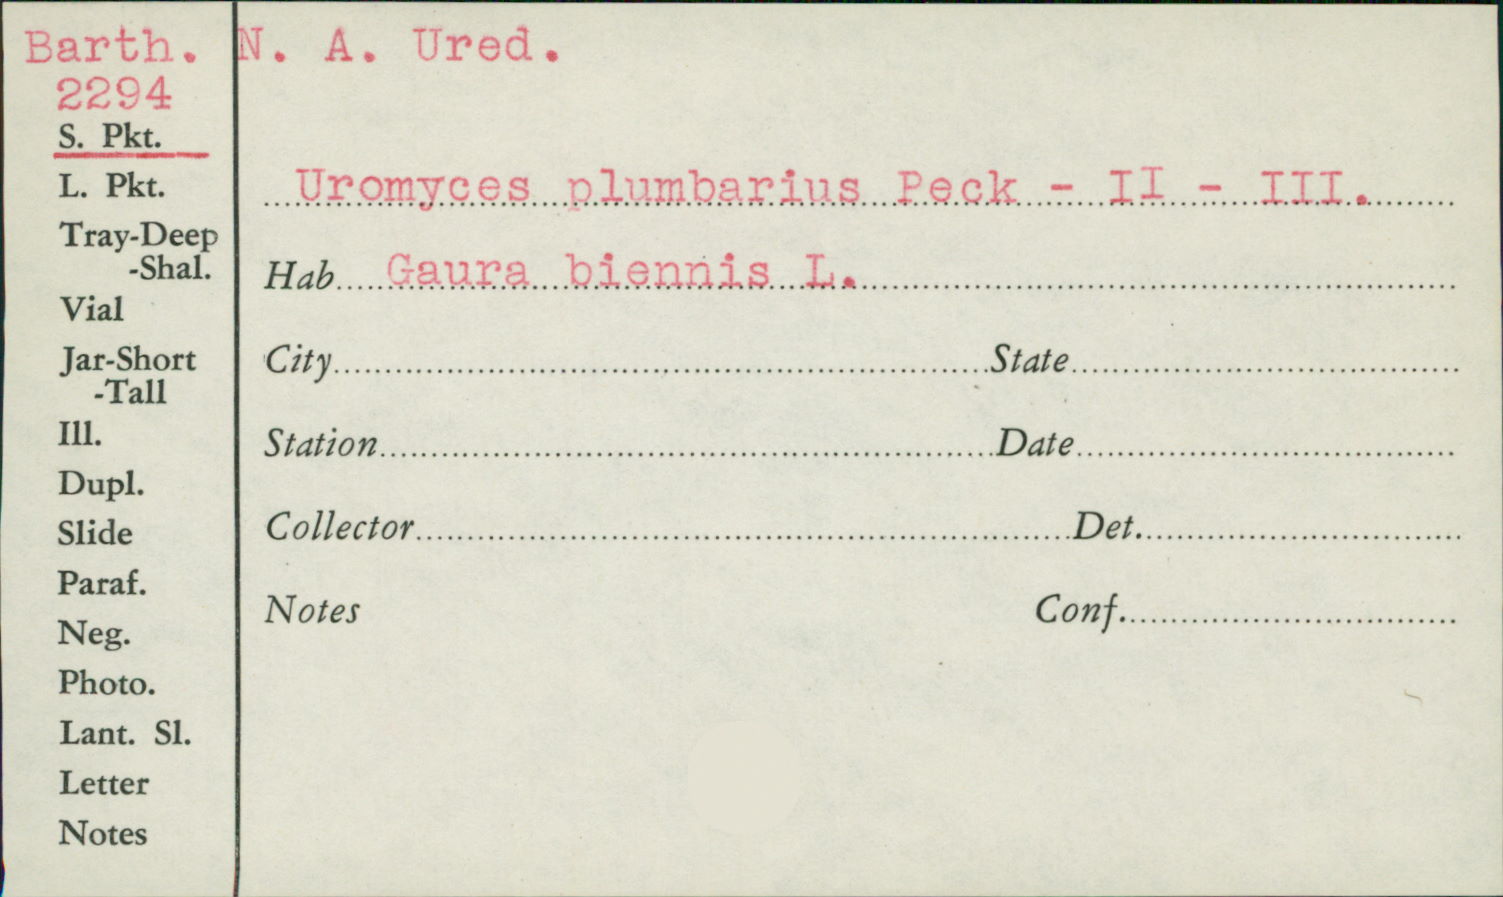 Barth. N. A. Ured.
2294
S. Pkt.
L. Pkt.
Uromyces plumbarius Peck - II - III.
Tray-Deep
-Shal.
Hab. Gaura biennis L.
Vial
Jar-Short
-Tall
City State
Ill.
Station Date
Dupl.
Slide
Collector Det.
Paraf.
Neg.
Notes Conf.
Photo.
Lant. Sl.
Letter
Notes